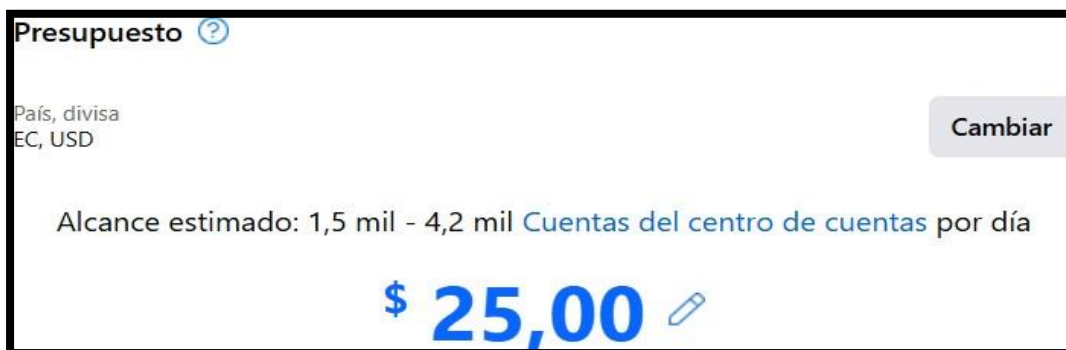 Presupuesto ?
País, divisa
EC, USD
Cambiar
Alcance estimado: 1,5 mil - 4,2 mil Cuentas del centro de cuentas por día
$ 25,00